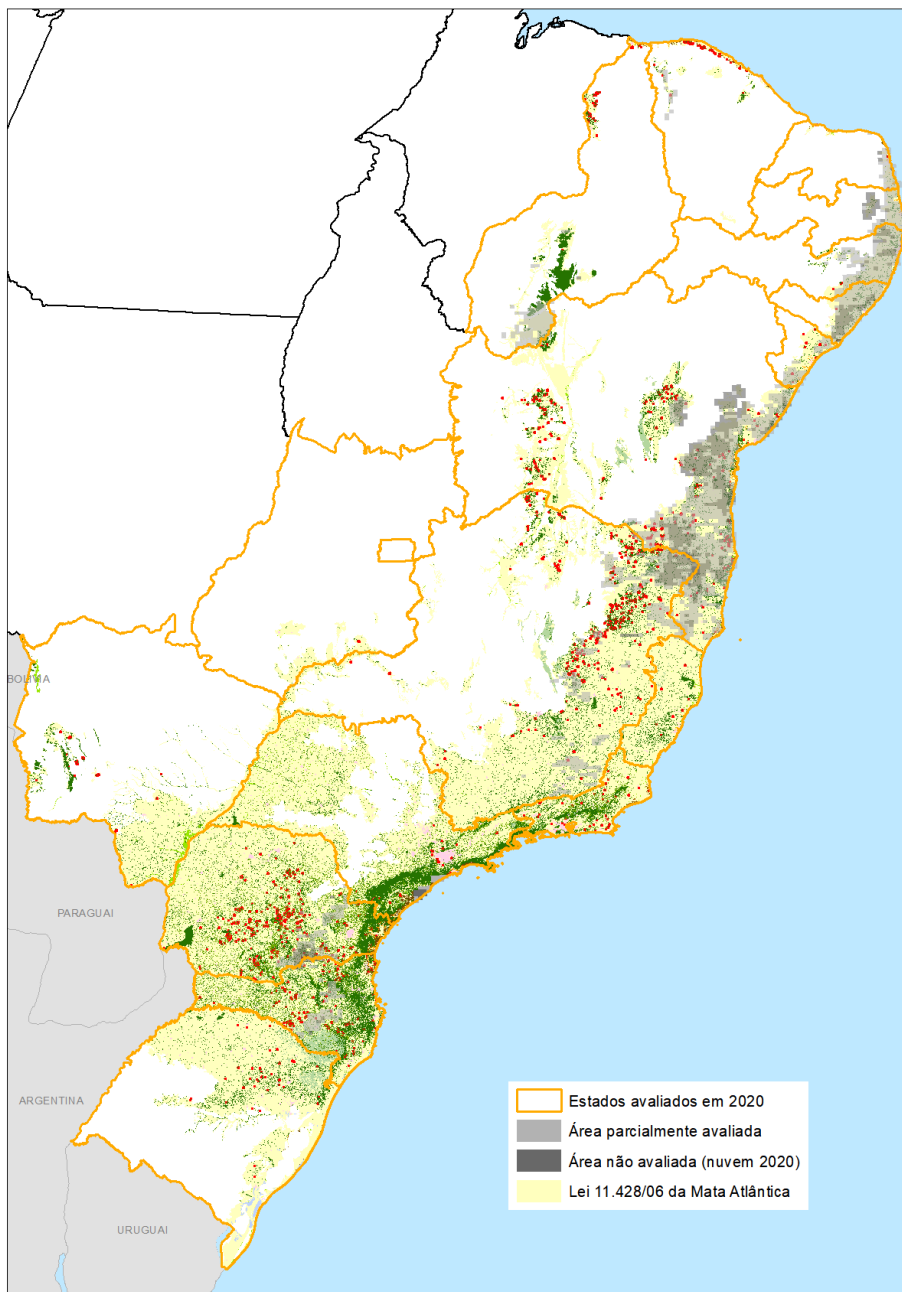 BOLIVIA
PARAGUAI
ARGENTINA
URUGUAI
Estados avaliados em 2020
Área parcialmente avaliada
Área não avaliada (nuvem 2020)
Lei 11.428/06 da Mata Atlântica